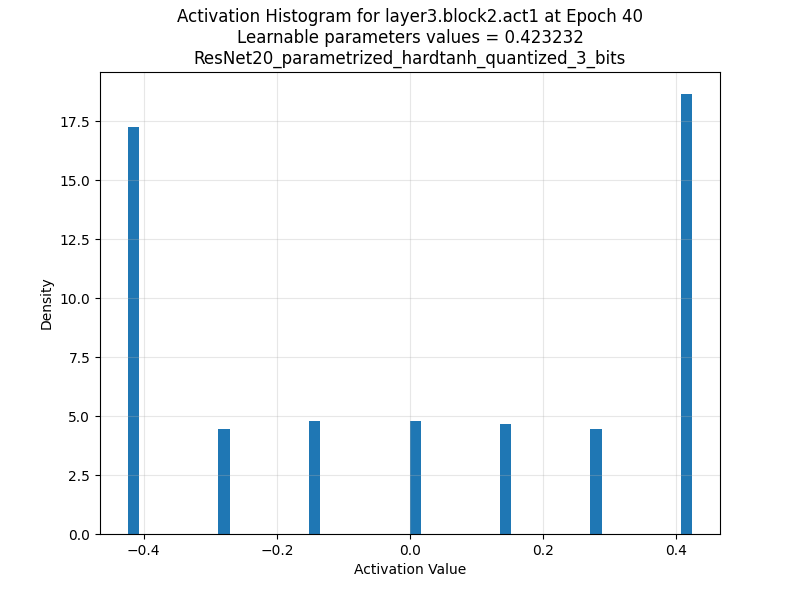 Activation Histogram for layer3.block2.act1 at Epoch 40
Learnable parameters values = 0.423232
ResNet20_parametrized_hardtanh_quantized_3_bits
17.5
15.0
12.5
10.0
7.5
5.0
2.5
0.0
Density
−0.4
−0.2
0.0
0.2
0.4
Activation Value